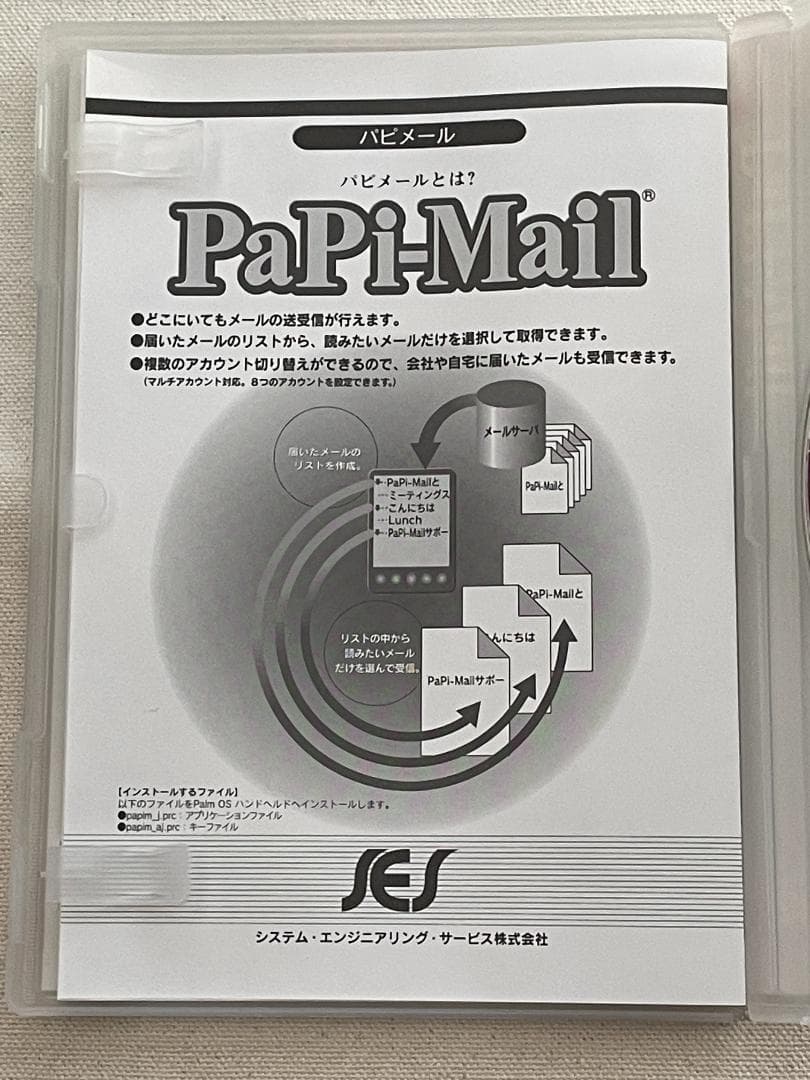 パピメール
パピメールとは?
PaPi-Mail®
●どこにいてもメールの送受信が行えます。
●届いたメールのリストから、読みたいメールだけを選択して取得できます。
●複数のアカウント切り替えができるので、会社や自宅に届いたメールも受信できます。
(マルチアカウント対応。8つのアカウントを設定できます。)
メールサーバ
届いたメールの
リストを作成。
PaPi-Mailと
PaPi-Mailと
ミーティングス
こんにちは
Lunch
PaPi-Mailサポー
PaPi-Mailと
リストの中から
読みたいメール
だけを選んで受信。
こんにちは
PaPi-Mailサポー
【インストールするファイル】
以下のファイルをPalm OS ハンドヘルドへインストールします。
●papim_j.prc:アプリケーションファイル
●papim_aj.prc:キーファイル
SES
システム・エンジニアリング・サービス株式会社